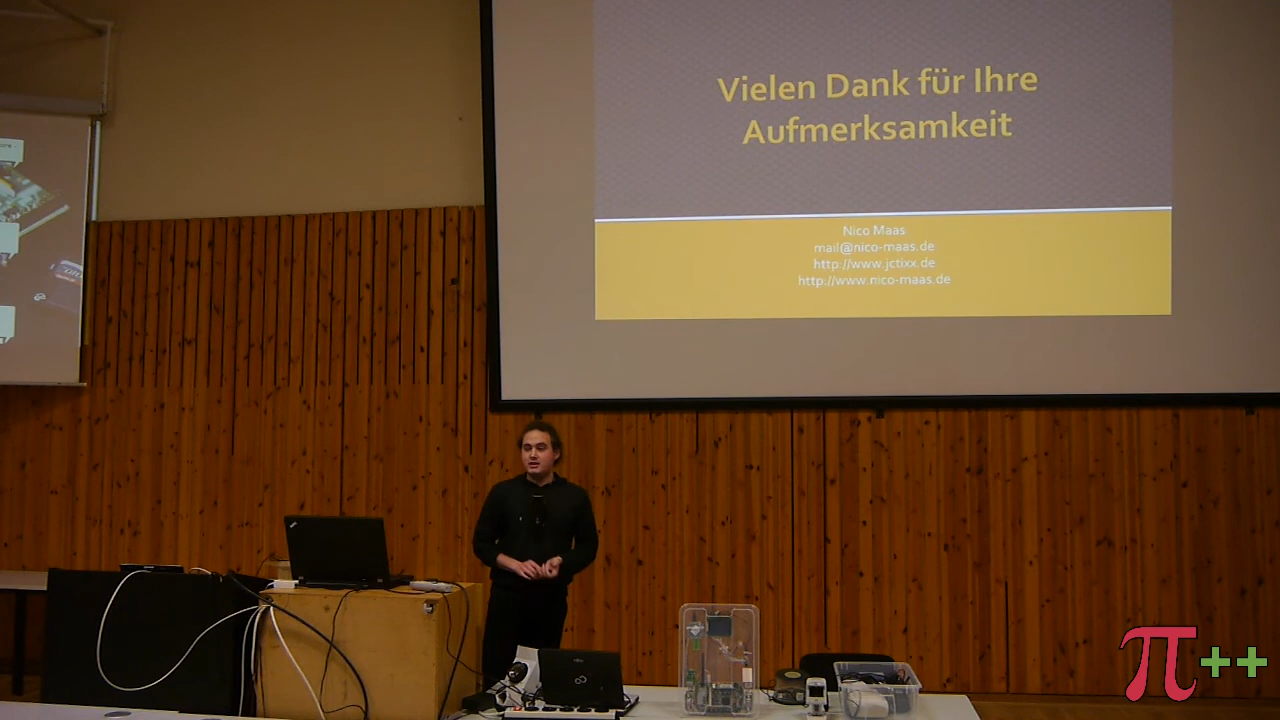 Vielen Dank für Ihre
Aufmerksamkeit
Nico Maas
mail@nico-maas.de
http://www.jctixx.de
http://www.nico-maas.de
π++